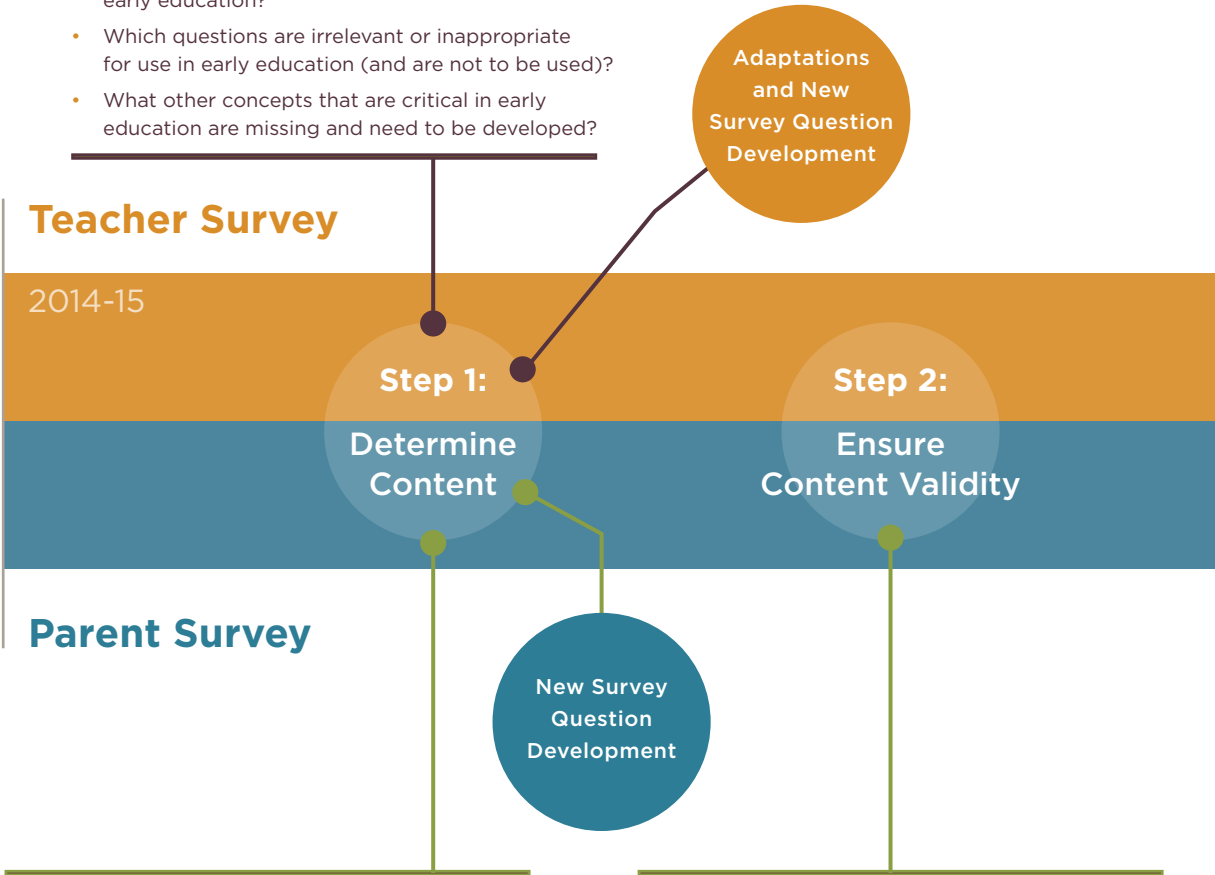 early education?
• Which questions are irrelevant or inappropriate
for use in early education (and are not to be used)?
• What other concepts that are critical in early
education are missing and need to be developed?
Adaptations
and New
Survey Question
Development
Teacher Survey
2014-15
Step 1:
Determine
Content
Step 2:
Ensure
Content Validity
Parent Survey
New Survey
Question
Development